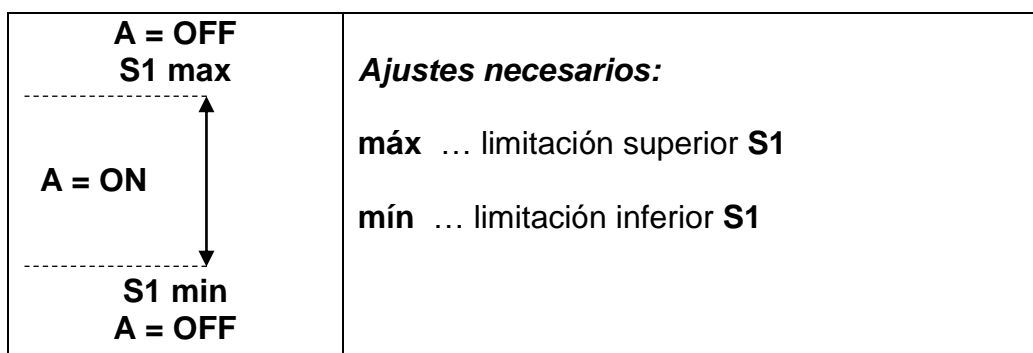 A = OFF
S1 max
A = ON
S1 min
A = OFF
Ajustes necesarios:
máx … limitación superior S1
mín … limitación inferior S1